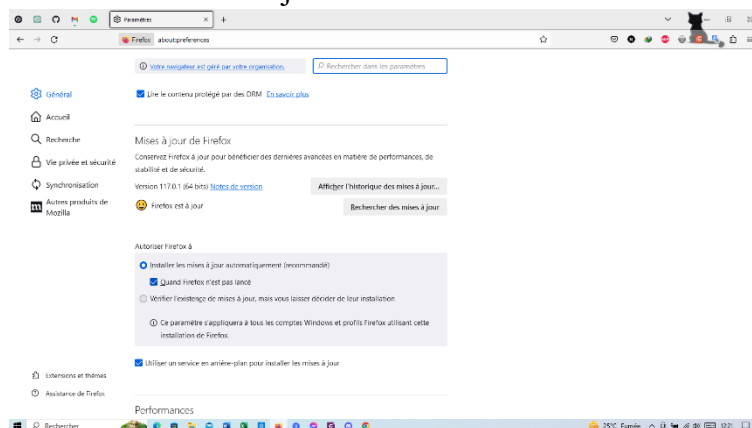 Paramètres
Firefox about:preferences
Votre navigateur est géré par votre organisation.
Rechercher dans les paramètres
Général
Accueil
Recherche
Vie privée et sécurité
Synchronisation
Autres produits de
Mozilla
Extensions et thèmes
Assistance de Firefox
Lire le contenu protégé par des DRM En savoir plus
Mises à jour de Firefox
Conservez Firefox à jour pour bénéficier des dernières avancées en matière de performances, de
stabilité et de sécurité.
Version 117.0.1 (64 bits) Notes de version
Afficher l'historique des mises à jour...
Firefox est à jour
Rechercher des mises à jour
Autoriser Firefox à
Installer les mises à jour automatiquement (recommandé)
Quand Firefox n'est pas lancé
Vérifier l'existence de mises à jour, mais vous laisser décider de leur installation
Ce paramètre s'appliquera à tous les comptes Windows et profils Firefox utilisant cette
installation de Firefox.
Utiliser un service en arrière-plan pour installer les mises à jour
Performances
Rechercher
25°C Fumée
12:21